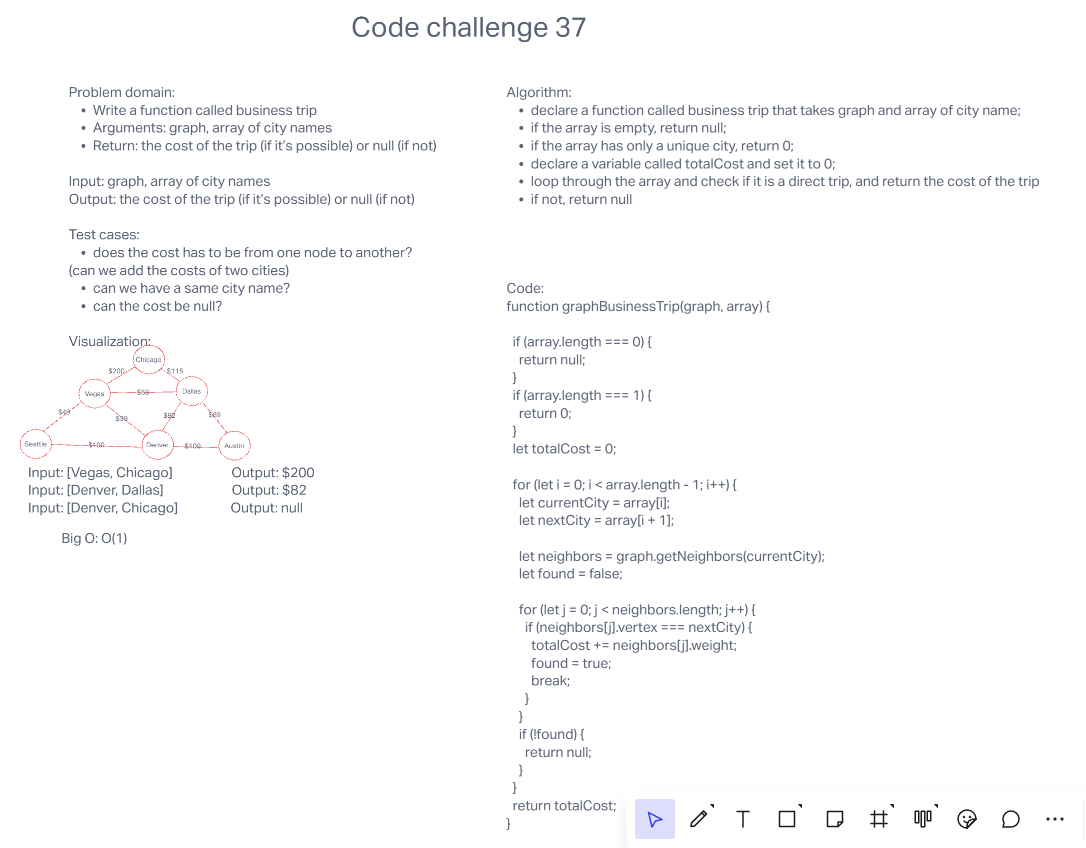 Code challenge 37
Problem domain:
• Write a function called business trip
• Arguments: graph, array of city names
• Return: the cost of the trip (if it's possible) or null (if not)
Input: graph, array of city names
Output: the cost of the trip (if it's possible) or null (if not)
Test cases:
• does the cost has to be from one node to another?
(can we add the costs of two cities)
• can we have a same city name?
• can the cost be null?
Visualization:
Chicago
$200
$115
Vegas
$50
Dallas
$49
$39
$82
$89
Seattle
$100
Denver
$109
Austin
Input: [Vegas, Chicago] Output: $200
Input: [Denver, Dallas] Output: $82
Input: [Denver, Chicago] Output: null
Big O: O(1)
Algorithm:
• declare a function called business trip that takes graph and array of city name;
• if the array is empty, return null;
• if the array has only a unique city, return 0;
• declare a variable called totalCost and set it to 0;
• loop through the array and check if it is a direct trip, and return the cost of the trip
• if not, return null
Code:
function graphBusinessTrip(graph, array) {
if (array.length === 0) {
return null;
}
if (array.length === 1) {
return 0;
}
let totalCost = 0;
for (let i = 0; i < array.length - 1; i++) {
let currentCity = array[i];
let nextCity = array[i + 1];
let neighbors = graph.getNeighbors(currentCity);
let found = false;
for (let j = 0; j < neighbors.length; j++) {
if (neighbors[j].vertex === nextCity) {
totalCost += neighbors[j].weight;
found = true;
break;
}
}
if (!found) {
return null;
}
}
return totalCost;
}